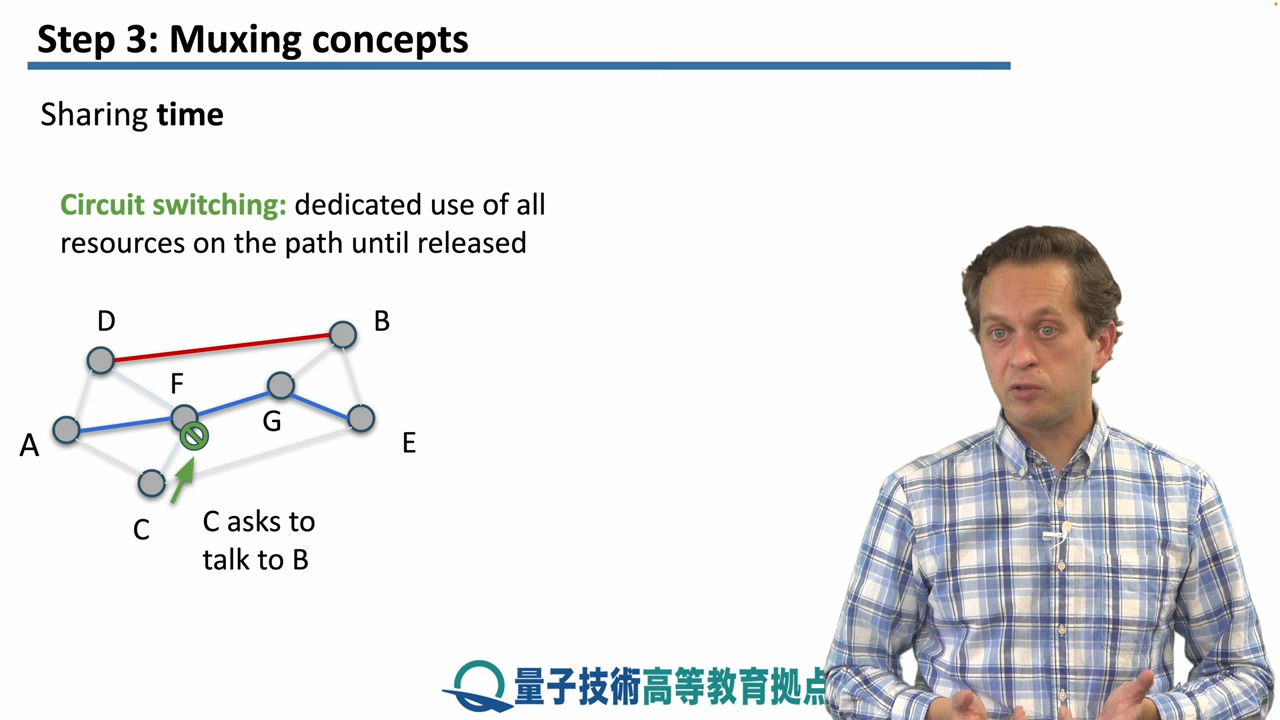 Step 3: Muxing concepts
Sharing time
Circuit switching: dedicated use of all
resources on the path until released
D
B
F
G
A
E
C
C asks to
talk to B
量子技術高等教育拠点